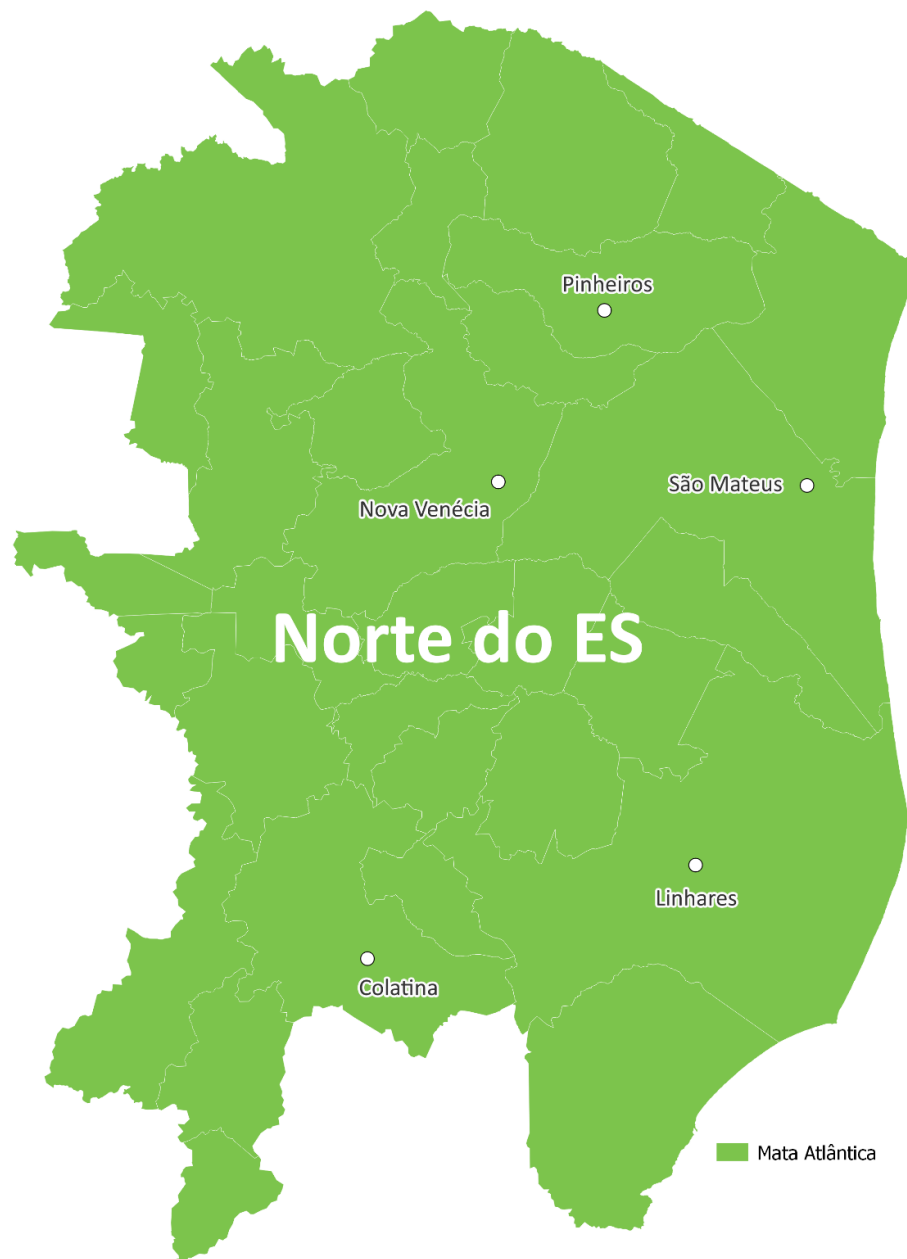 Pinheiros
São Mateus
Nova Venécia
Norte do ES
Linhares
Colatina
Mata Atlântica